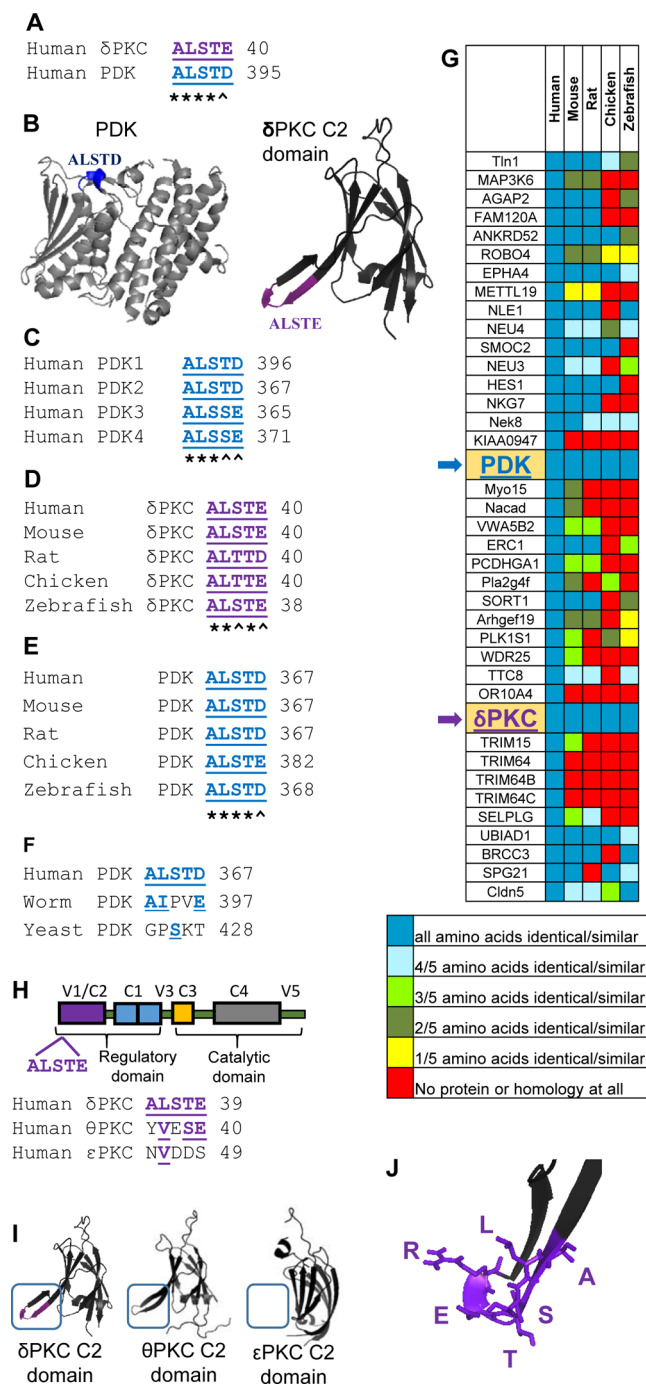 A
Human δPKC ALSTE 40
Human PDK ALSTD 395
****^
B
PDK
ALSTD
δPKC C2
domain
ALSTE
C
Human PDK1 ALSTD 396
Human PDK2 ALSTD 367
Human PDK3 ALSSE 365
Human PDK4 ALSSE 371
***^^
D
Human δPKC ALSTE 40
Mouse δPKC ALSTE 40
Rat δPKC ALTTD 40
Chicken δPKC ALTTE 40
Zebrafish δPKC ALSTE 38
**^*^
E
Human PDK ALSTD 367
Mouse PDK ALSTD 367
Rat PDK ALSTD 367
Chicken PDK ALSTE 382
Zebrafish PDK ALSTD 368
****^
F
Human PDK ALSTD 367
Worm PDK AIPVE 397
Yeast PDK GPSKT 428
G
Human
Mouse
Rat
Chicken
Zebrafish
Tln1
MAP3K6
AGAP2
FAM120A
ANKRD52
ROBO4
EPHA4
METTL19
NLE1
NEU4
SMOC2
NEU3
HES1
NKG7
Nek8
KIAA0947
PDK
Myo15
Nacad
VWA5B2
ERC1
PCDHGA1
Pla2g4f
SORT1
Arhgef19
PLK1S1
WDR25
TTC8
OR10A4
δPKC
TRIM15
TRIM64
TRIM64B
TRIM64C
SELPLG
UBIAD1
BRCC3
SPG21
Cldn5
all amino acids identical/similar
4/5 amino acids identical/similar
3/5 amino acids identical/similar
2/5 amino acids identical/similar
1/5 amino acids identical/similar
No protein or homology at all
H
V1/C2 C1 V3 C3 C4 V5
ALSTE
Regulatory
domain
Catalytic
domain
Human δPKC ALSTE 39
Human θPKC YVESE 40
Human εPKC NVDDS 49
I
δPKC C2
domain
θPKC C2
domain
εPKC C2
domain
J
L
R
A
E
S
T